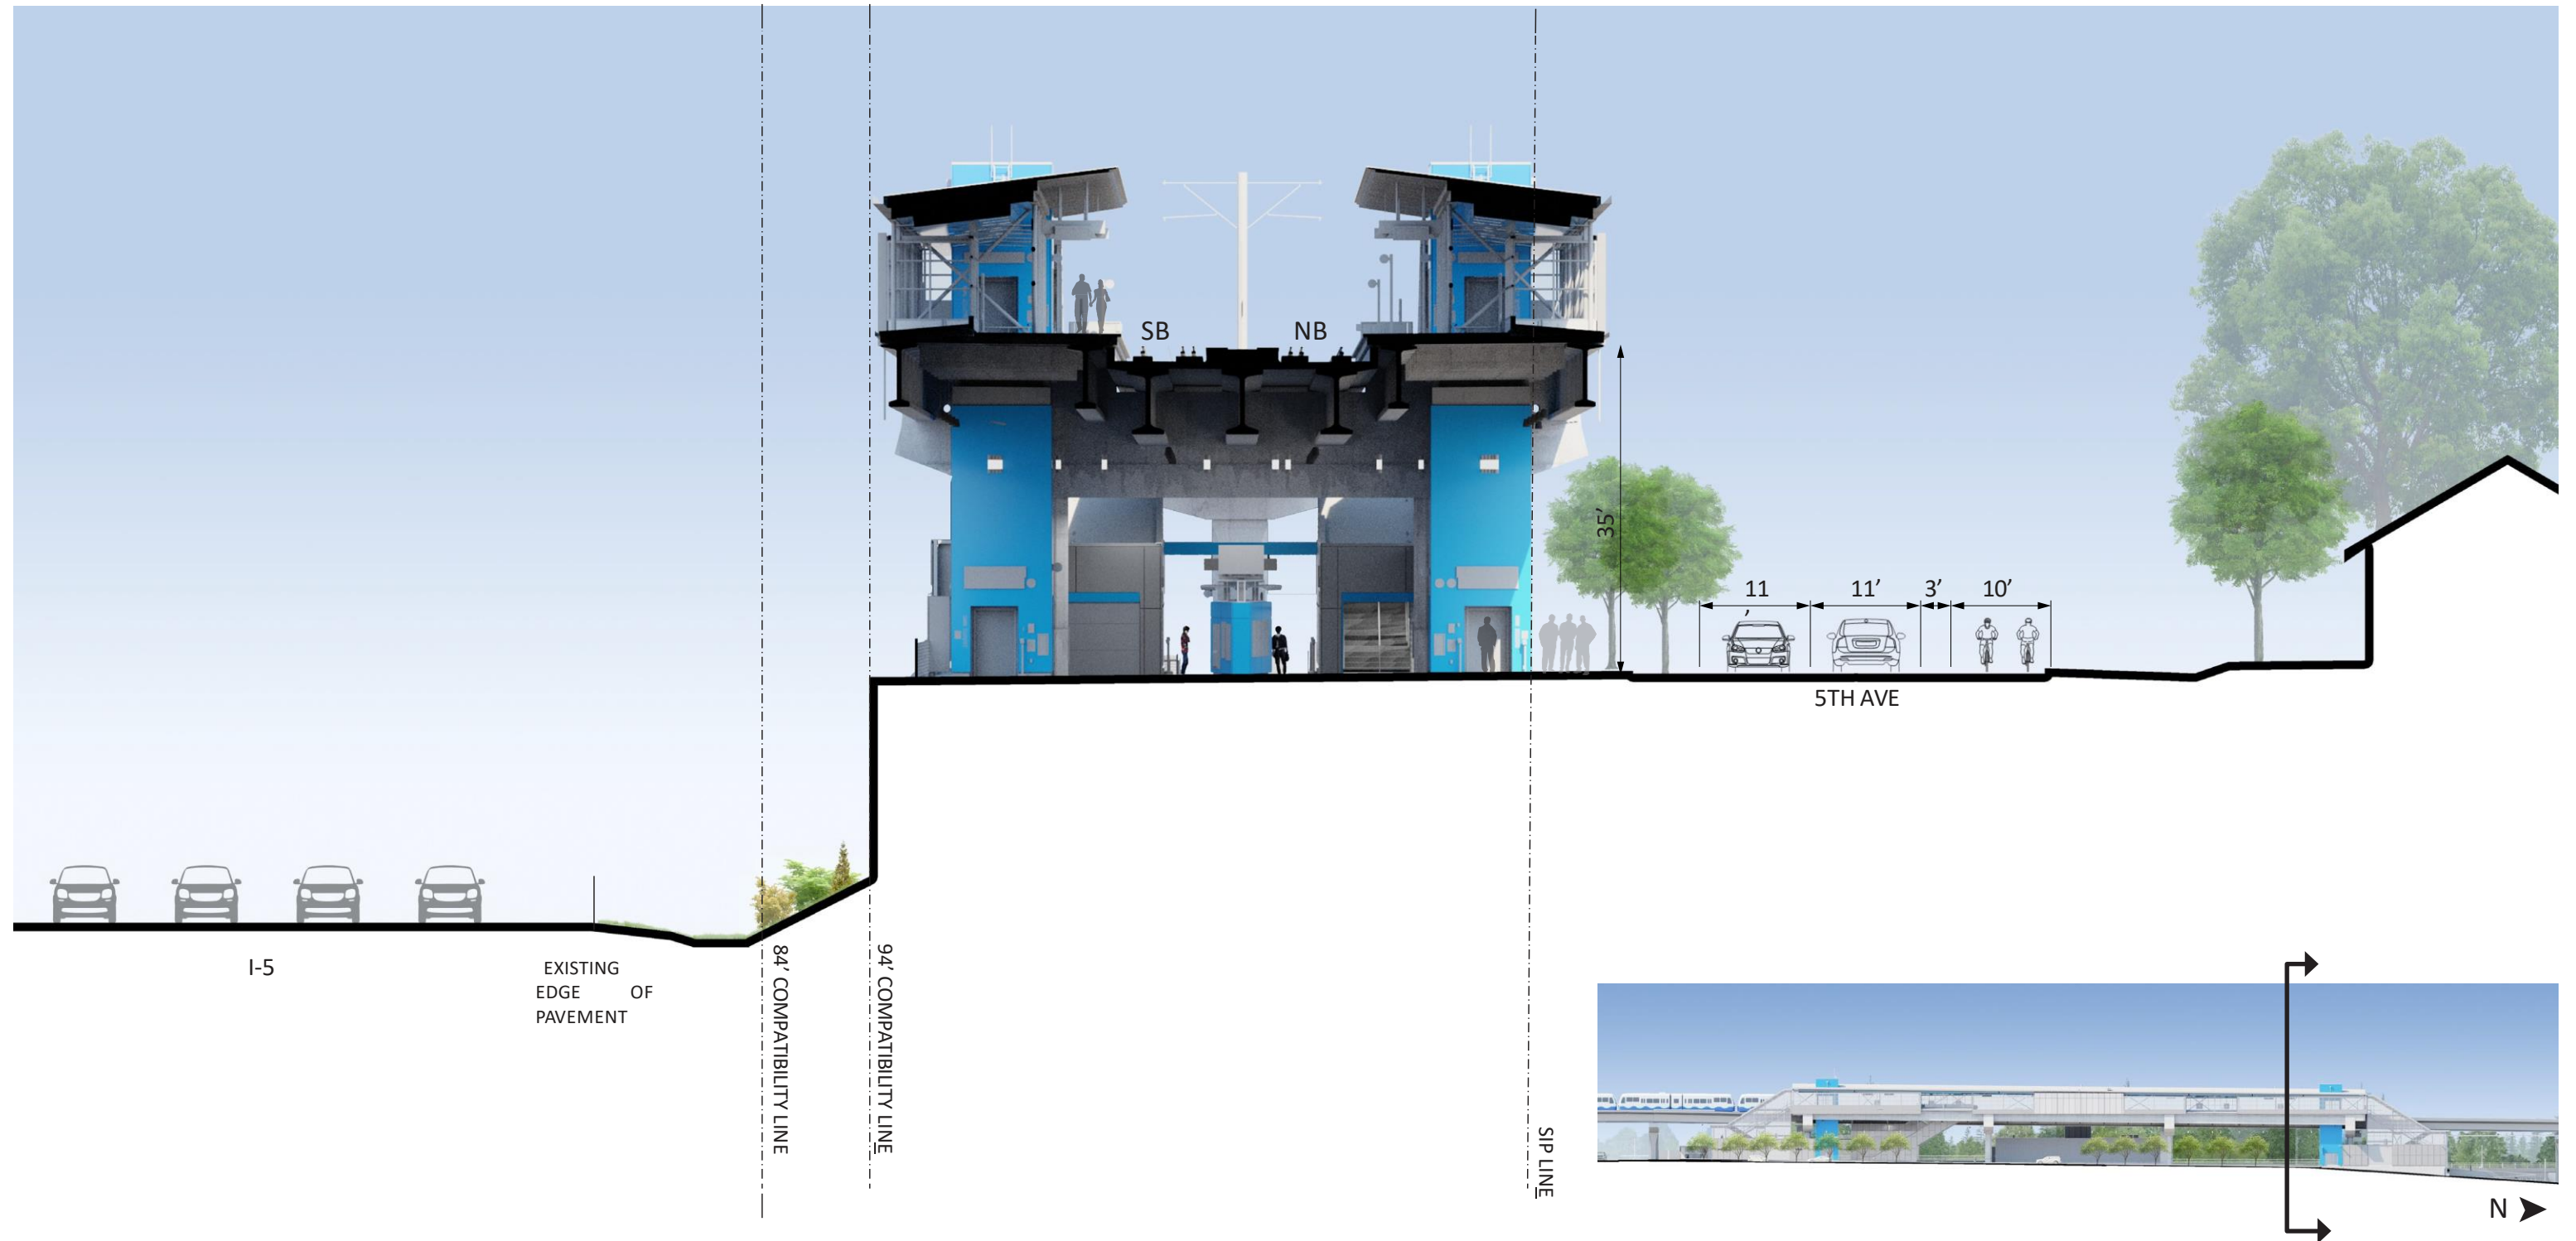 SB
NB
35’
11
’
11’
3’
10’
5TH AVE
I-5
EXISTING
EDGE OF
PAVEMENT
84’ COMPATIBILITY LINE
94’ COMPATIBILITY LINE
SIP LINE
N